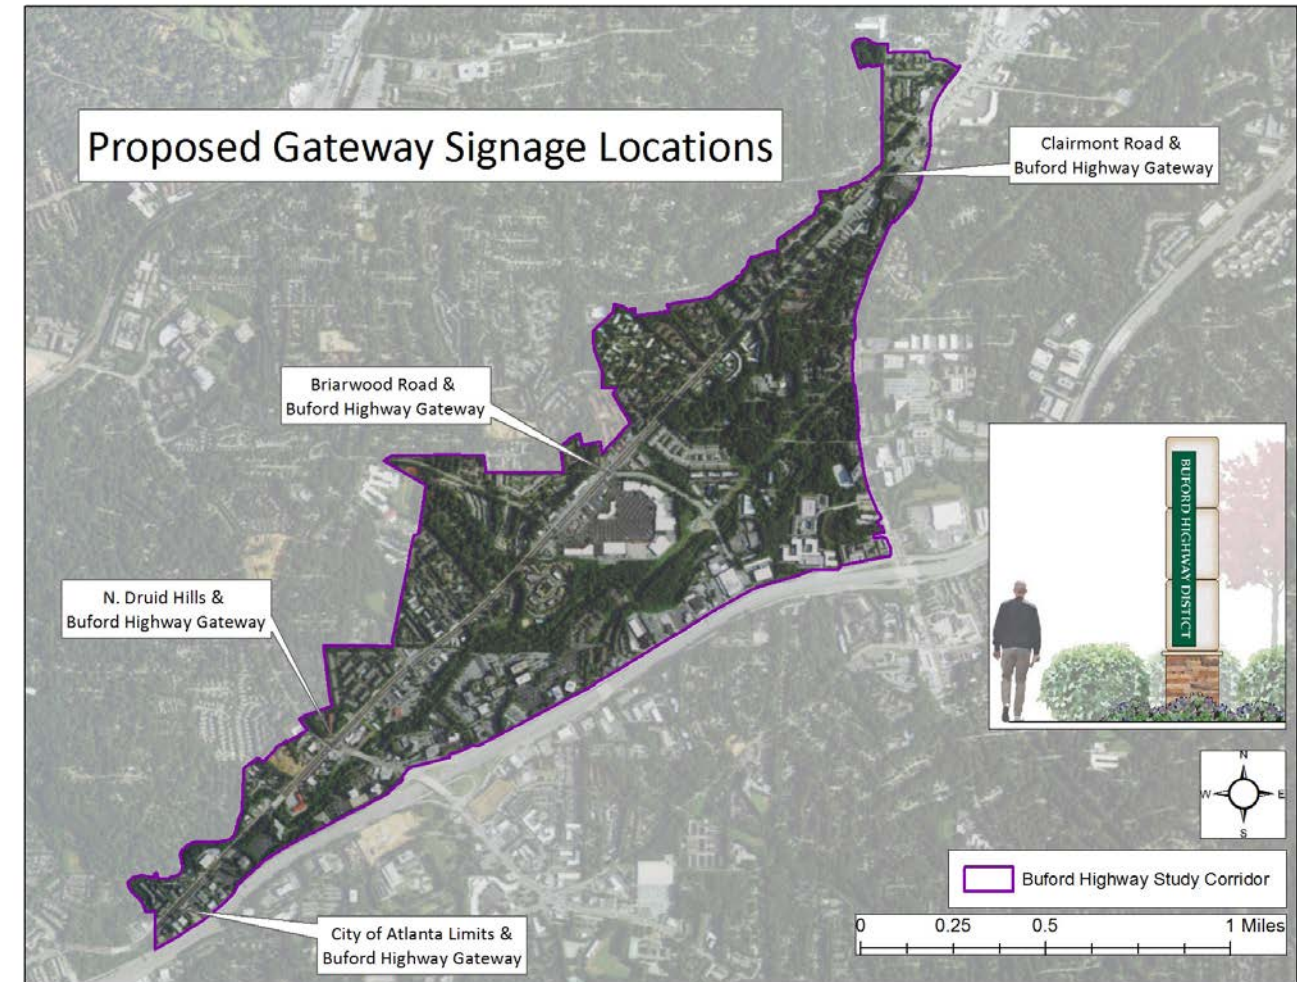 Proposed Gateway Signage Locations
Clairmont Road &
Buford Highway Gateway
Briarwood Road &
Buford Highway Gateway
N. Druid Hills &
Buford Highway Gateway
City of Atlanta Limits &
Buford Highway Gateway
BUFORD HIGHWAY DISTICT
N
W
E
S
Buford Highway Study Corridor
0 0.25 0.5 1 Miles